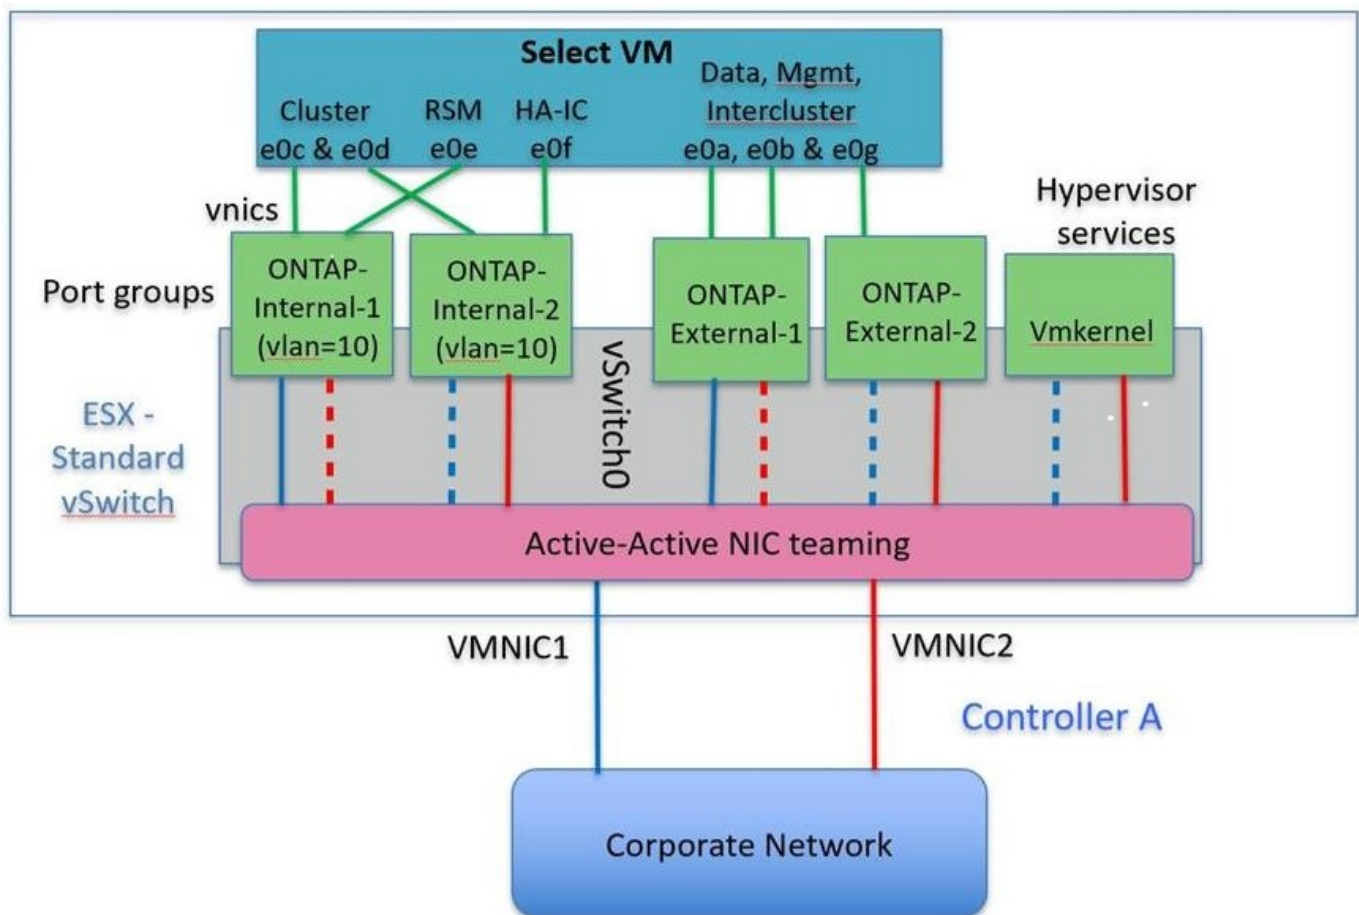 Select VM
Data, Mgmt,
Cluster
RSM
HA-IC
Intercluster
e0c & e0d
e0e
e0f
e0a, e0b & e0g
vnics
Hypervisor
services
Port groups
ONTAP-
Internal-1
(vlan=10)
ONTAP-
Internal-2
(vlan=10)
vSwitch0
ONTAP-
External-1
ONTAP-
External-2
Vmkernel
ESX -
Standard
vSwitch
Active-Active NIC teaming
VMNIC1
VMNIC2
Controller A
Corporate Network